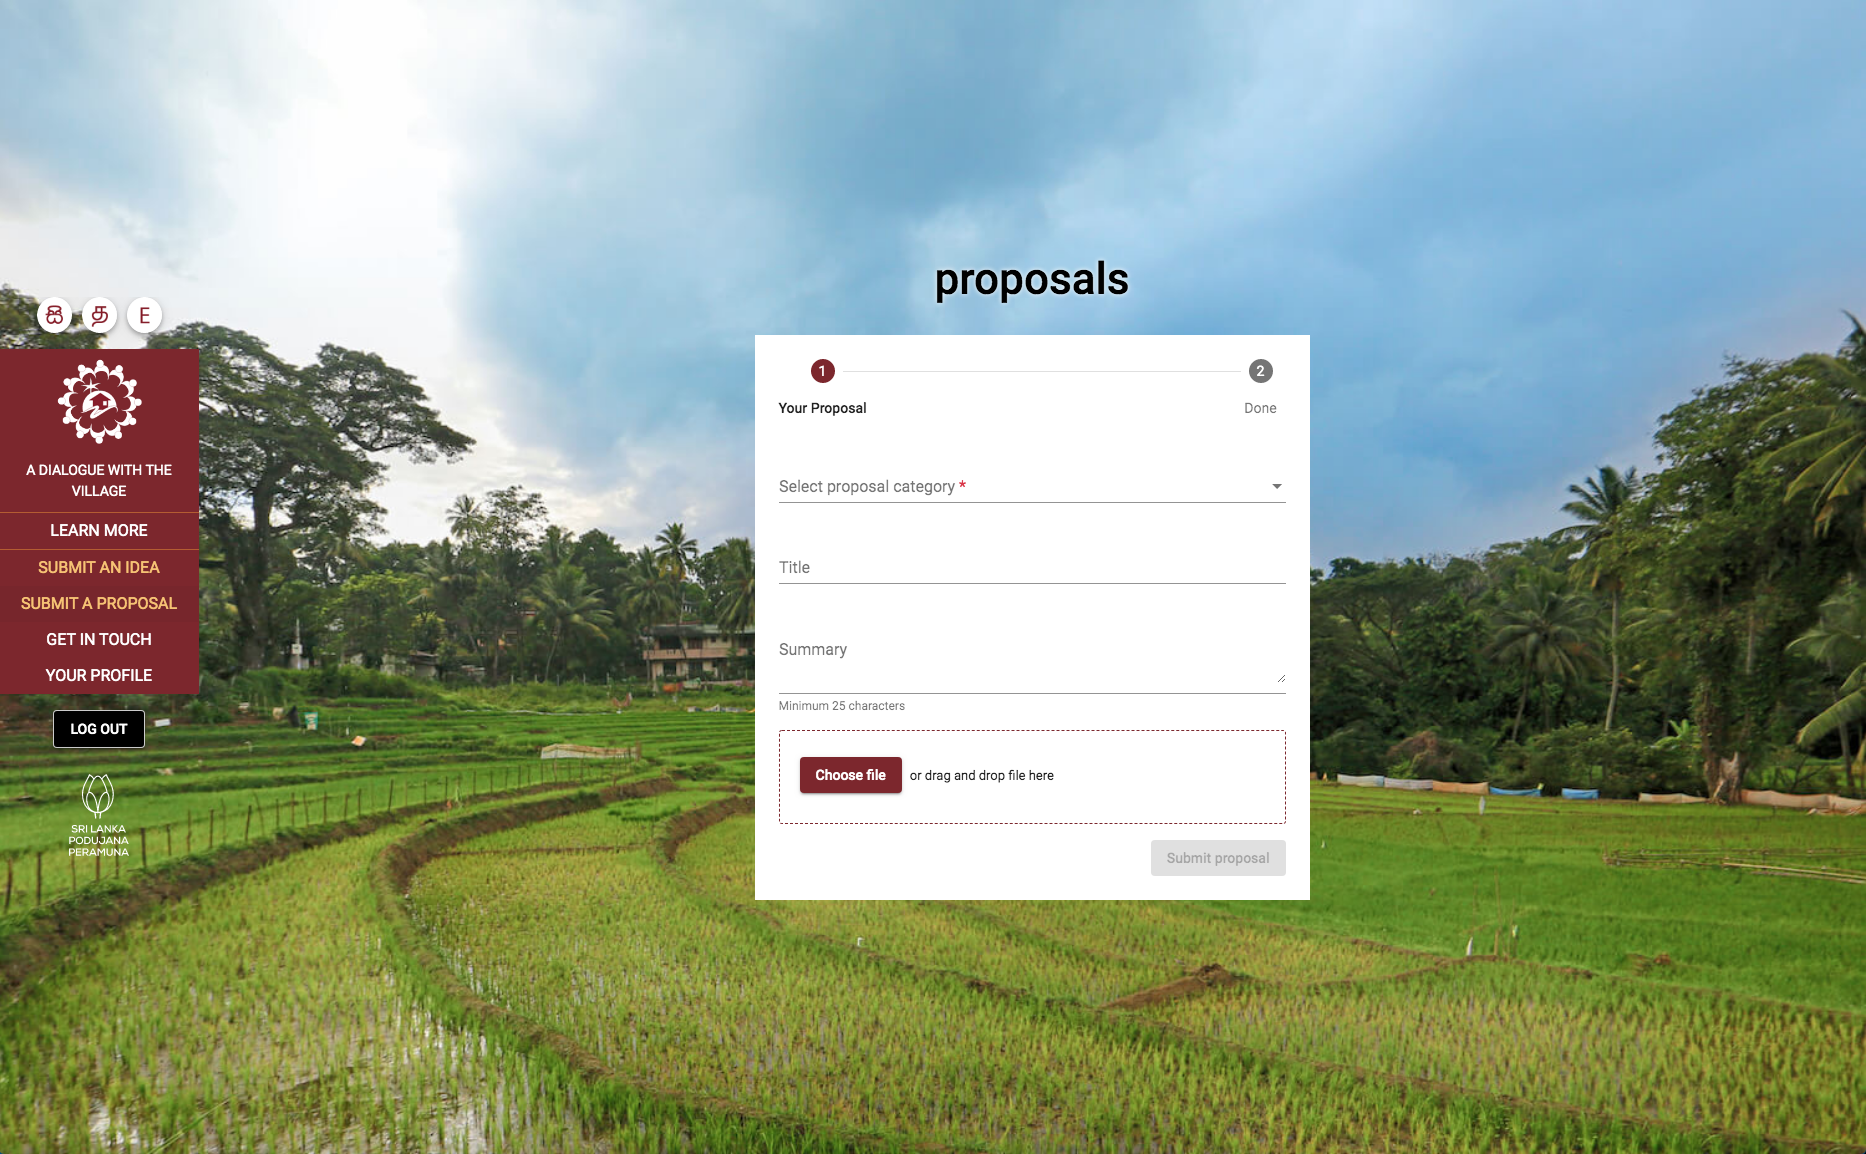 සි
த
E
A DIALOGUE WITH THE
VILLAGE
LEARN MORE
SUBMIT AN IDEA
SUBMIT A PROPOSAL
GET IN TOUCH
YOUR PROFILE
LOG OUT
SRI LANKA
PODUJANA
PERAMUNA
proposals
1
2
Your Proposal
Done
Select proposal category *
Title
Summary
Minimum 25 characters
Choose file or drag and drop file here
Submit proposal